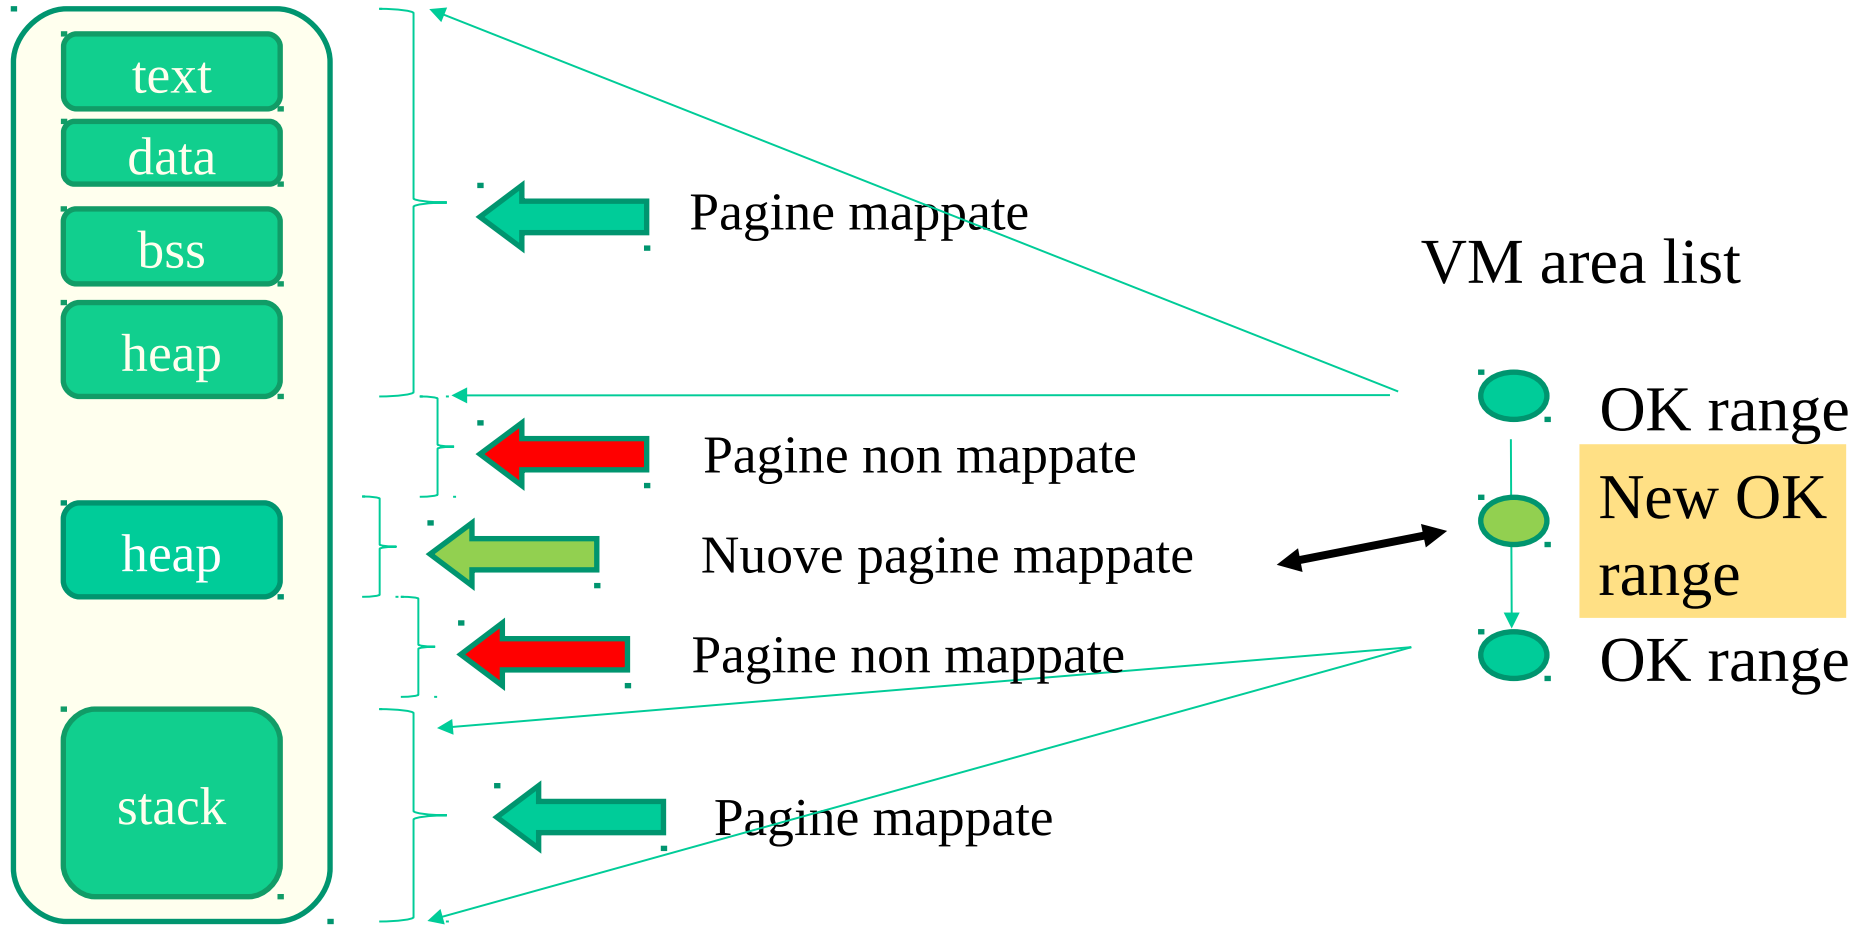 text
data
bss
heap
heap
stack
Pagine mappate
Pagine non mappate
Nuove pagine mappate
Pagine non mappate
Pagine mappate
VM area list
OK range
New OK
range
OK range